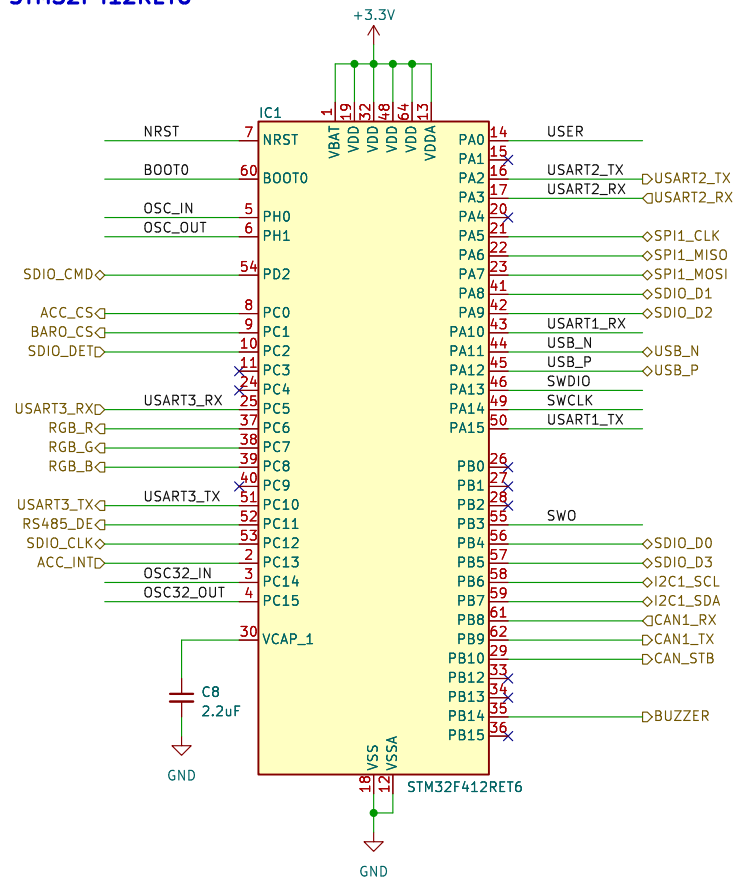 STM32F412RET6
+3.3V
IC1
1 19 32 48 64 13
VBAT VDD VDD VDD VDD VDDA
NRST 7 NRST
BOOT0 60 BOOT0
OSC_IN 5 PH0
OSC_OUT 6 PH1
SDIO_CMD 54 PD2
ACC_CS 8 PC0
BARO_CS 9 PC1
SDIO_DET 10 PC2
11 PC3
24 PC4
USART3_RX USART3_RX 25 PC5
RGB_R 37 PC6
RGB_G 38 PC7
RGB_B 39 PC8
40 PC9
USART3_TX USART3_TX 51 PC10
RS485_DE 52 PC11
SDIO_CLK 53 PC12
ACC_INT 2 PC13
OSC32_IN 3 PC14
OSC32_OUT 4 PC15
30 VCAP_1
C8
2.2uF
GND
PA0 14 USER
PA1 15
PA2 16 USART2_TX USART2_TX
PA3 17 USART2_RX USART2_RX
PA4 20
PA5 21 SPI1_CLK
PA6 22 SPI1_MISO
PA7 23 SPI1_MOSI
PA8 41 SDIO_D1
PA9 42 SDIO_D2
PA10 43 USART1_RX
PA11 44 USB_N USB_N
PA12 45 USB_P USB_P
PA13 46 SWDIO
PA14 49 SWCLK
PA15 50 USART1_TX
PB0 26
PB1 27
PB2 28
PB3 55 SWO
PB4 56 SDIO_D0
PB5 57 SDIO_D3
PB6 58 I2C1_SCL
PB7 59 I2C1_SDA
PB8 61 CAN1_RX
PB9 62 CAN1_TX
PB10 29 CAN_STB
PB12 33
PB13 34
PB14 35 BUZZER
PB15 36
VSS VSSA
18 12
STM32F412RET6
GND